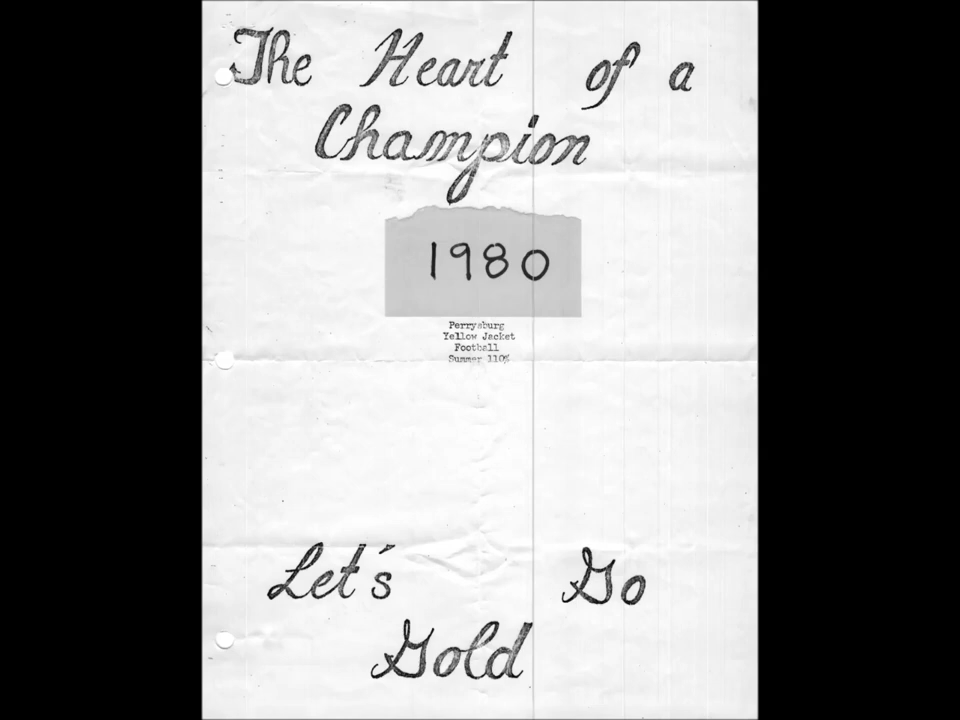 The Heart of a
Champion
1980
Perrysburg
Yellow Jacket
Football
Summer 110%
Let's Go
Gold